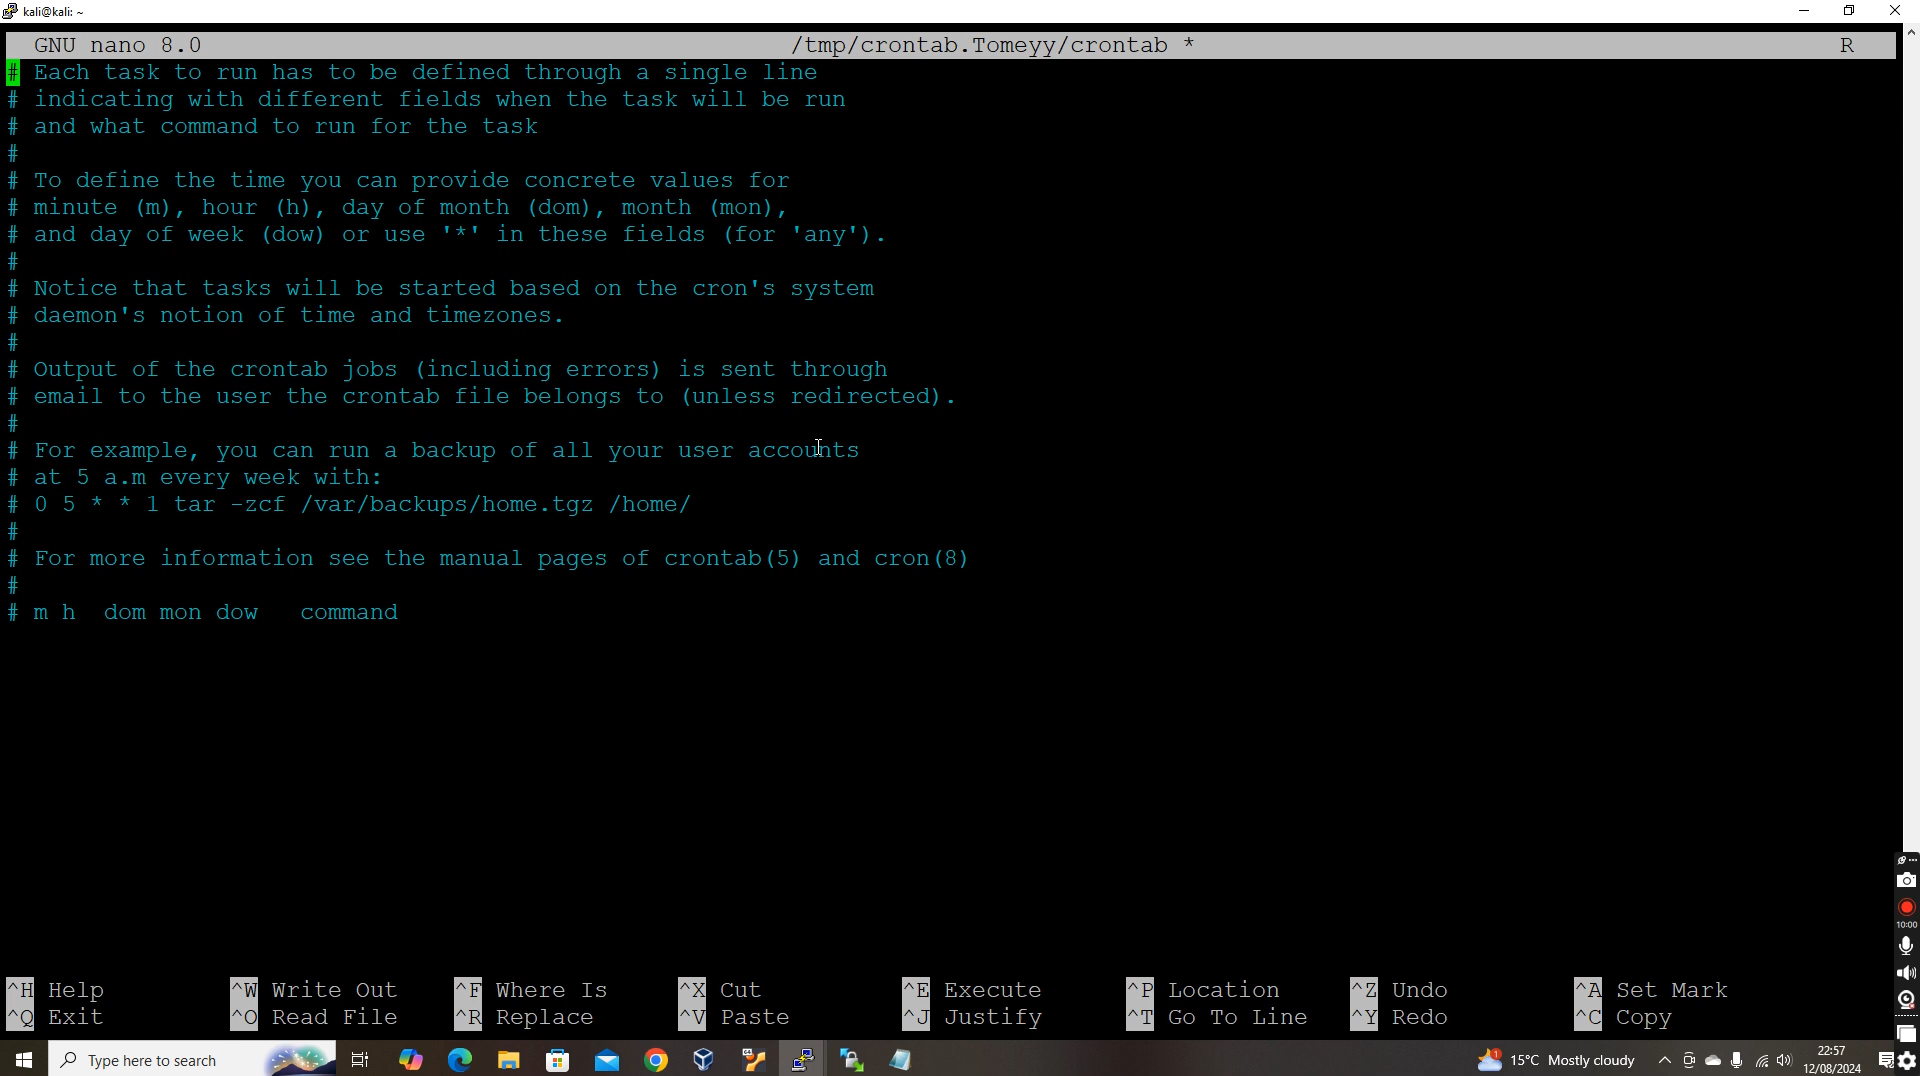 kali@kali: ~
GNU nano 8.0 /tmp/crontab.Tomeyy/crontab * R
# Each task to run has to be defined through a single line
# indicating with different fields when the task will be run
# and what command to run for the task
#
# To define the time you can provide concrete values for
# minute (m), hour (h), day of month (dom), month (mon),
# and day of week (dow) or use '*' in these fields (for 'any').
#
# Notice that tasks will be started based on the cron's system
# daemon's notion of time and timezones.
#
# Output of the crontab jobs (including errors) is sent through
# email to the user the crontab file belongs to (unless redirected).
#
# For example, you can run a backup of all your user accounts
# at 5 a.m every week with:
# 0 5 * * 1 tar -zcf /var/backups/home.tgz /home/
#
# For more information see the manual pages of crontab(5) and cron(8)
#
# m h  dom mon dow   command
10:00
^H Help ^W Write Out ^F Where Is ^X Cut ^E Execute ^P Location ^Z Undo ^A Set Mark
^Q Exit ^O Read File ^R Replace ^V Paste ^J Justify ^T Go To Line ^Y Redo ^C Copy
Type here to search 1 15°C Mostly cloudy 22:57
12/08/2024